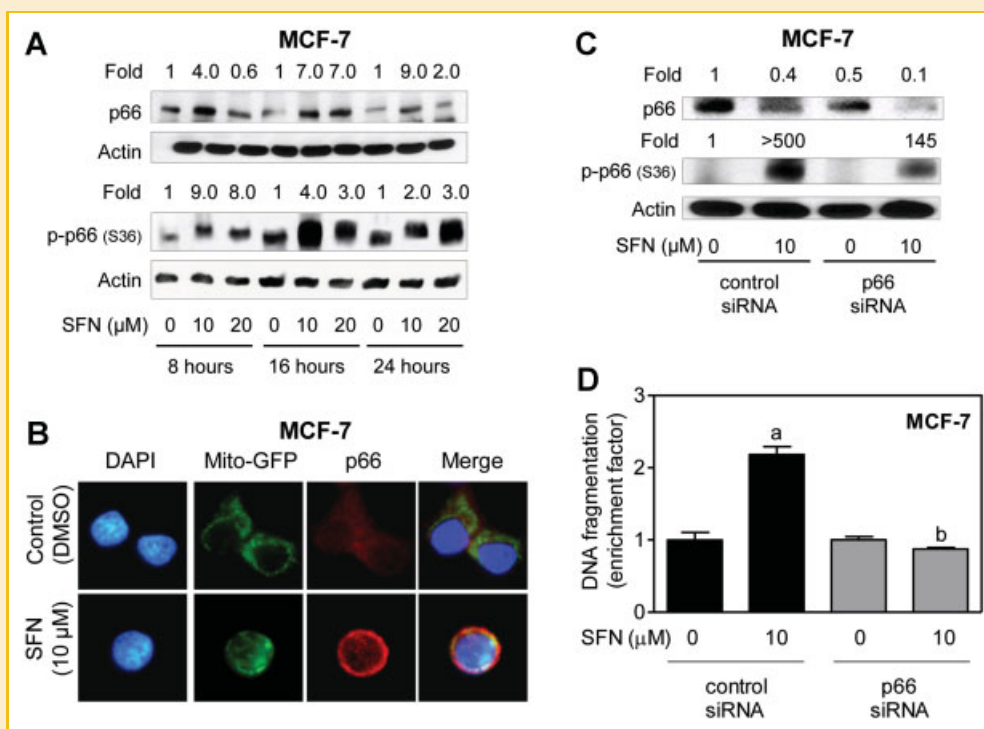 A
MCF-7
Fold 1 4.0 0.6 1 7.0 7.0 1 9.0 2.0
p66
Actin
Fold 1 9.0 8.0 1 4.0 3.0 1 2.0 3.0
p-p66 (S36)
Actin
SFN (µM) 0 10 20 0 10 20 0 10 20
8 hours 16 hours 24 hours
B
MCF-7
DAPI Mito-GFP p66 Merge
Control
(DMSO)
SFN
(10 µM)
C
MCF-7
Fold 1 0.4 0.5 0.1
p66
Fold 1 >500 145
p-p66 (S36)
Actin
SFN (µM) 0 10 0 10
control
siRNA
p66
siRNA
D
MCF-7
DNA fragmentation
(enrichment factor)
3
2
1
0
a
b
SFN (µM) 0 10 0 10
control
siRNA
p66
siRNA